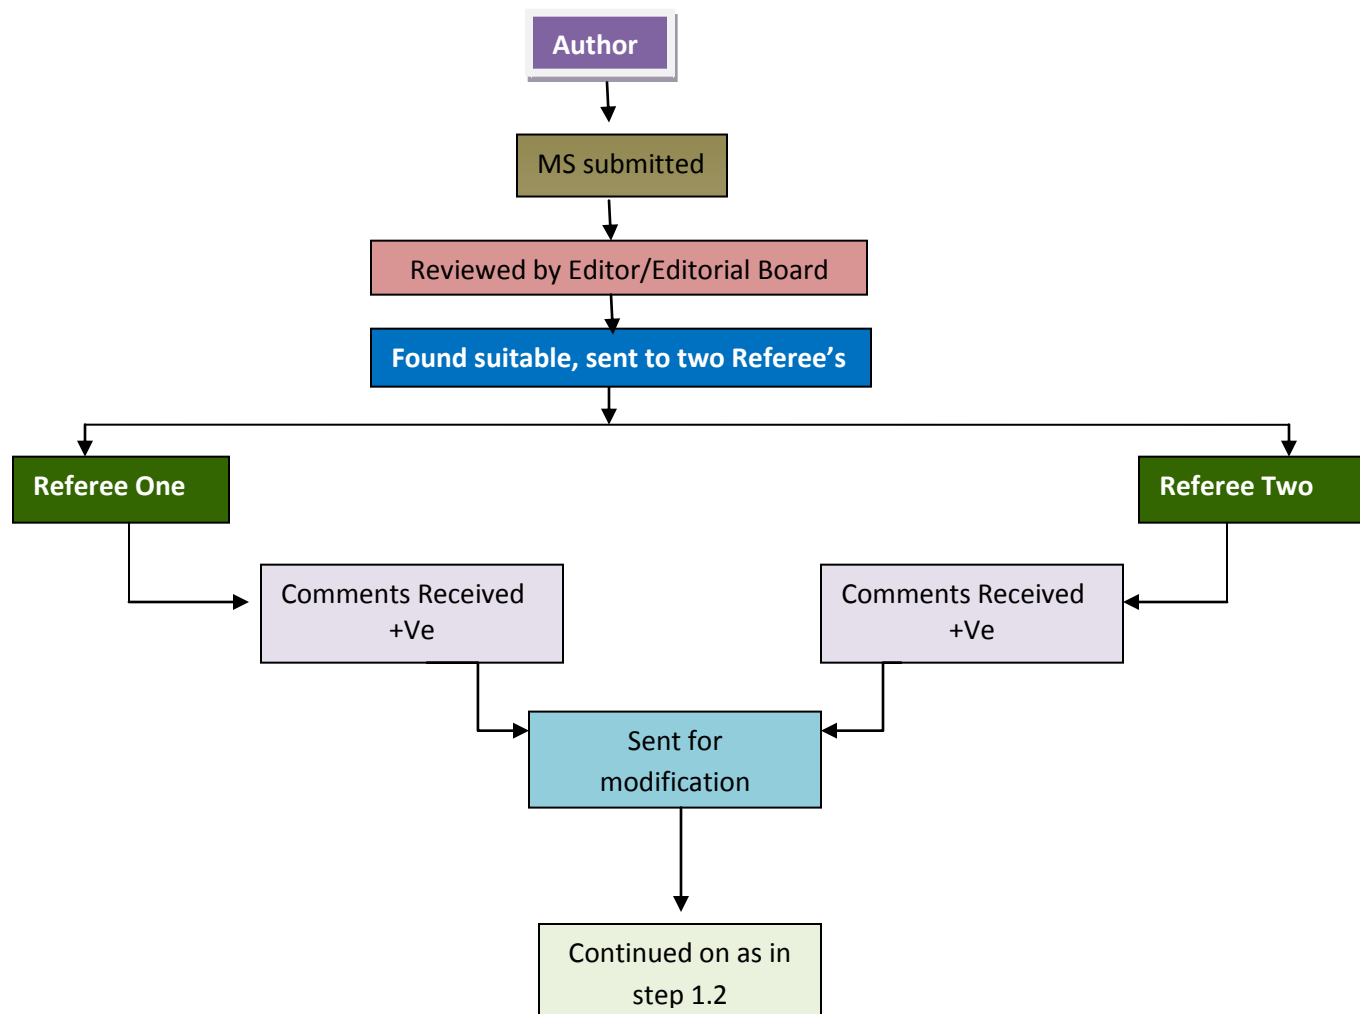 Author
MS submitted
Reviewed by Editor/Editorial Board
Found suitable, sent to two Referee’s
Referee One
Referee Two
Comments Received
+Ve
Comments Received
+Ve
Sent for
modification
Continued on as in
step 1.2